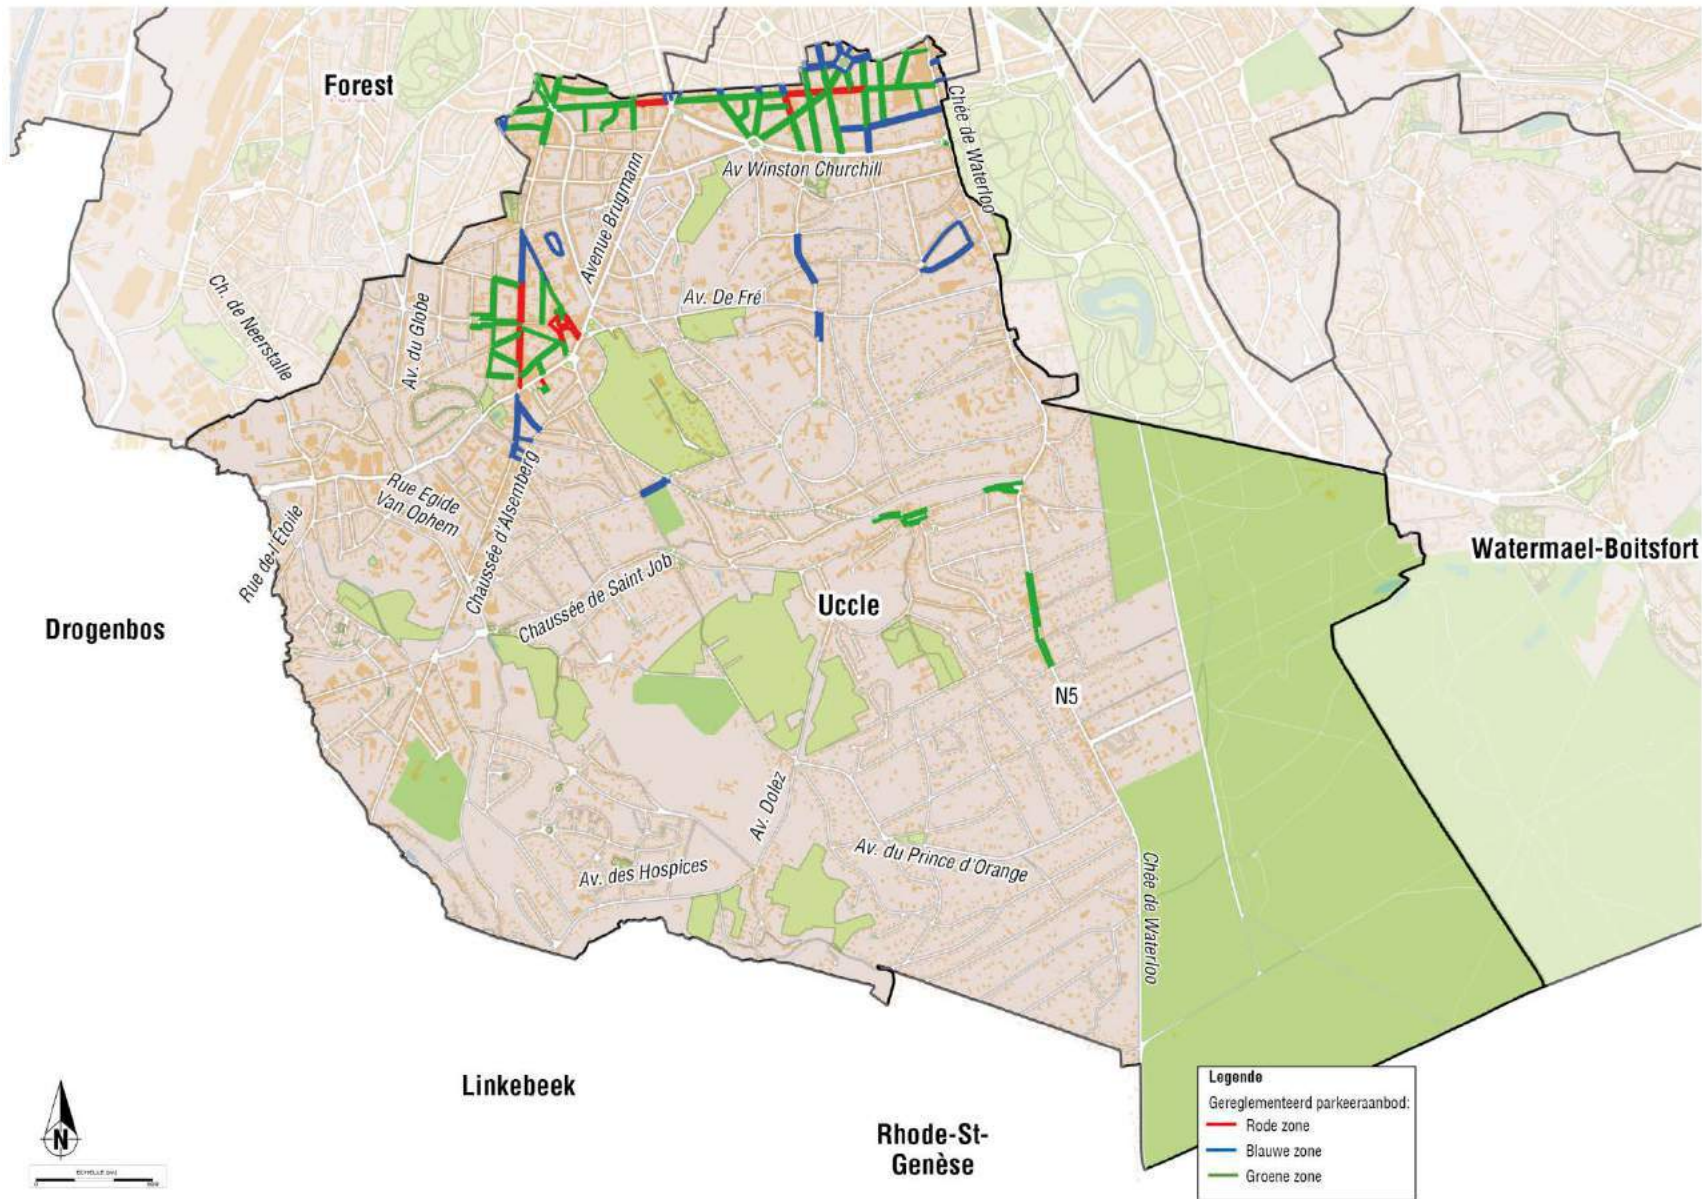 Forest
Chée de Waterloo
Av Winston Churchill
Avenue Brugmann
Av. De Fré
Ch. de Neerstalle
Av. du Globe
Rue Egide
Van Ophem
Chaussée d'Alsemberg
Rue de l'Etoile
Chaussée de Saint Job
Uccle
Watermael-Boitsfort
Drogenbos
N5
Av. Dolez
Av. du Prince d'Orange
Av. des Hospices
Chée de Waterloo
Linkebeek
Rhode-St-
Genèse
N
Legende
Gereglementeerd parkeeraanbod:
Rode zone
Blauwe zone
Groene zone